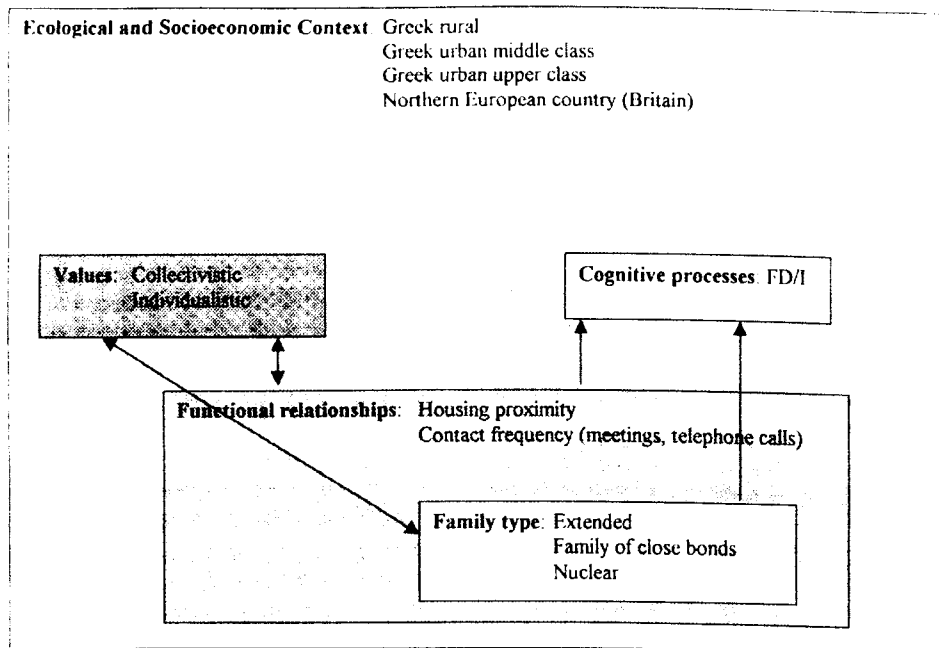 Ecological and Socioeconomic Context Greek rural
Greek urban middle class
Greek urban upper class
Northern European country (Britain)
Values: Collectivistic
Individualistic
Cognitive processes: FD/I
Functional relationships: Housing proximity
Contact frequency (meetings, telephone calls)
Family type: Extended
Family of close bonds
Nuclear